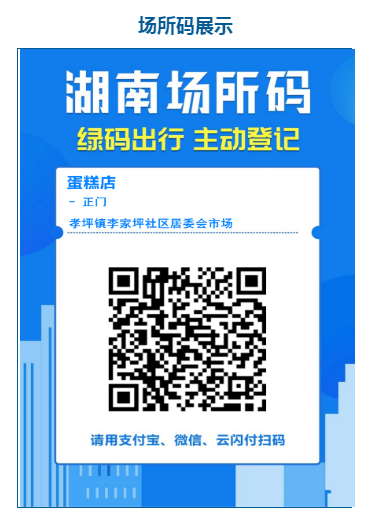 场所码展示
湖南场所码
绿码出行 主动登记
蛋糕店
- 正门
孝坪镇李家坪社区居委会市场
请用支付宝、微信、云闪付扫码